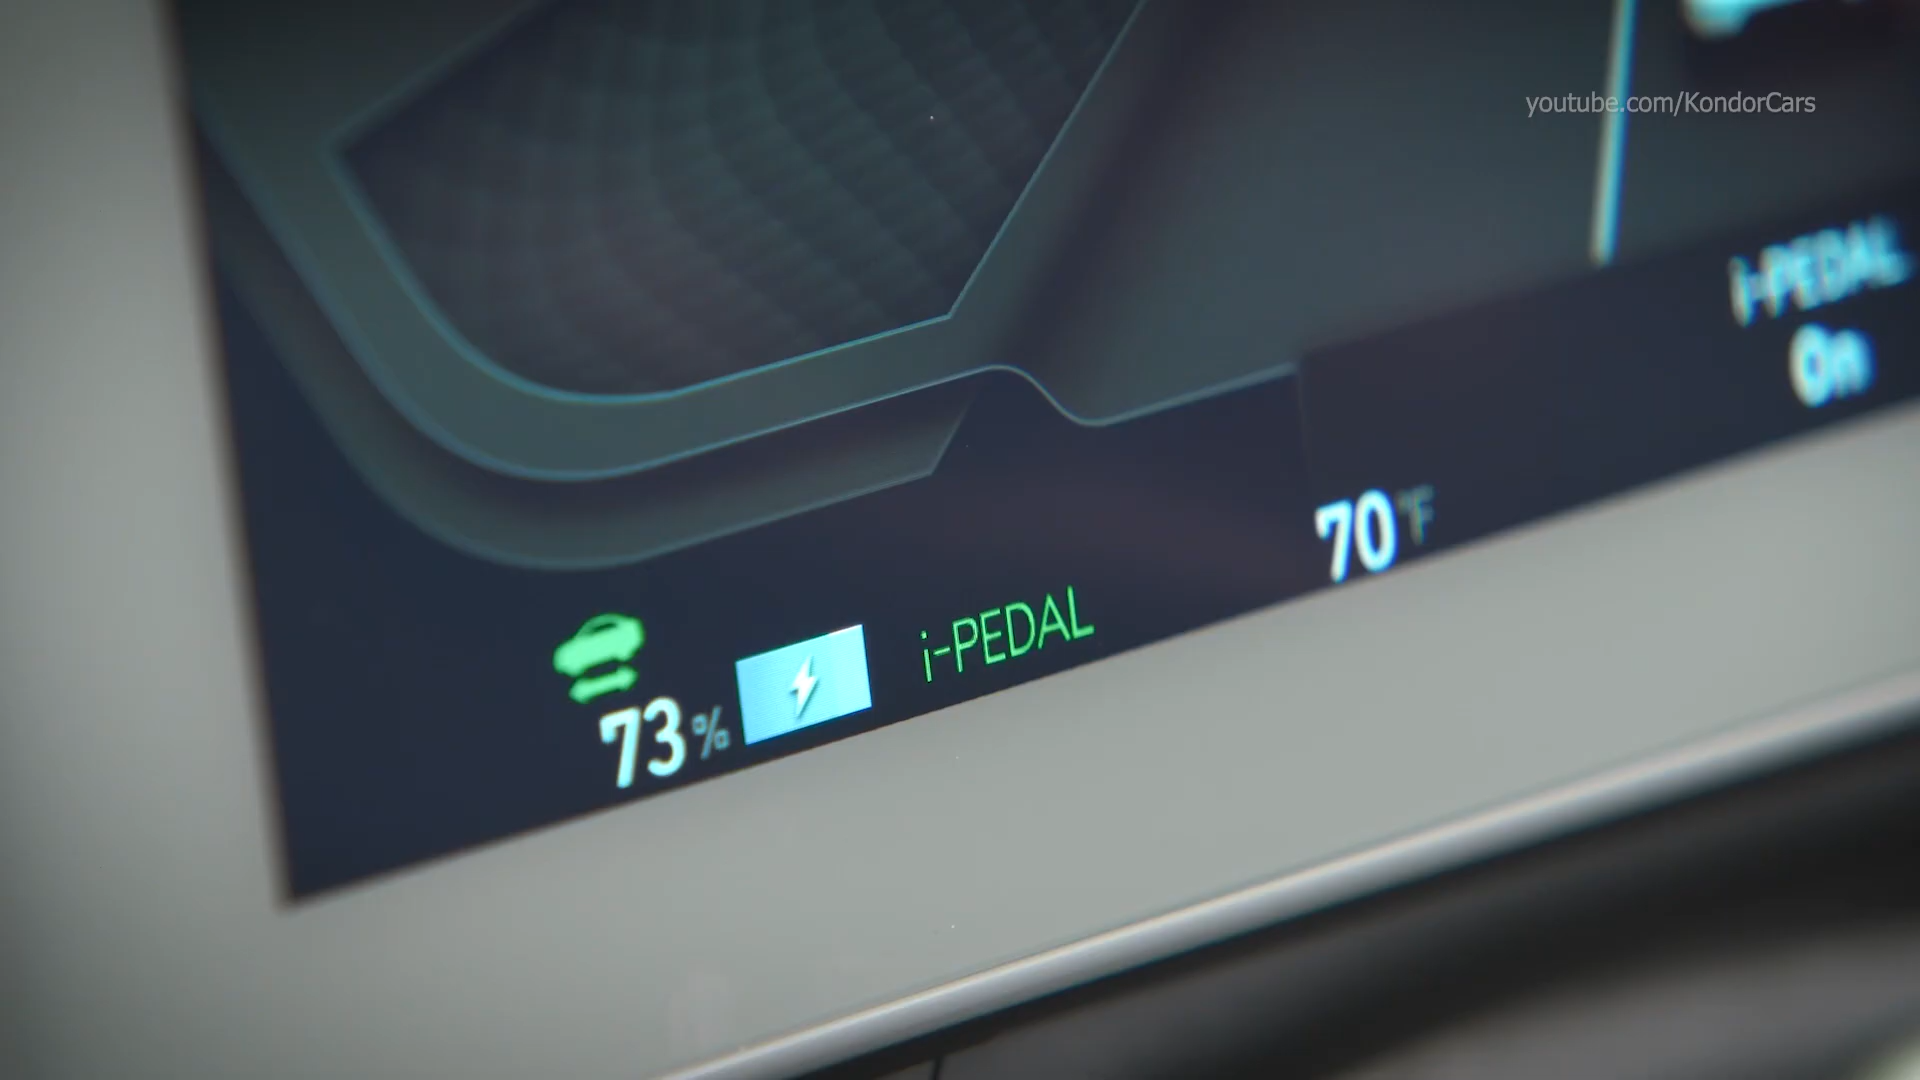 youtube.com/KondorCars
i-PEDAL
On
70 °F
i-PEDAL
73 %